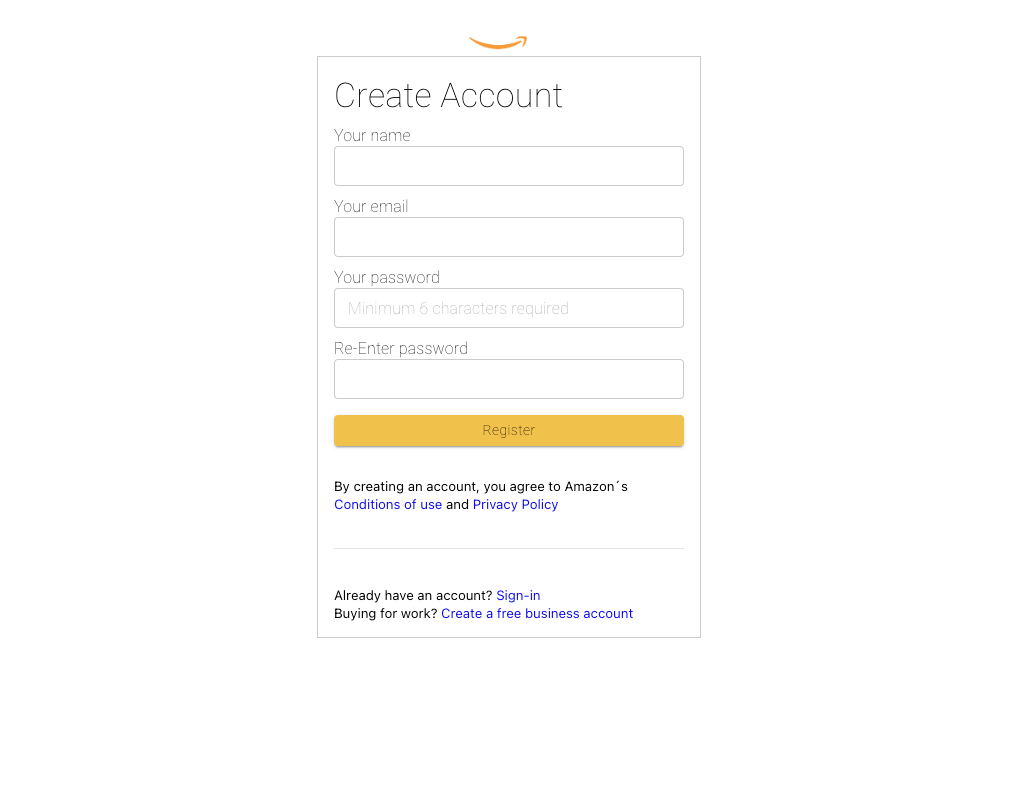 Create Account
Your name
Your email
Your password
Minimum 6 characters required
Re-Enter password
Register
By creating an account, you agree to Amazon´s
Conditions of use and Privacy Policy
Already have an account? Sign-in
Buying for work? Create a free business account